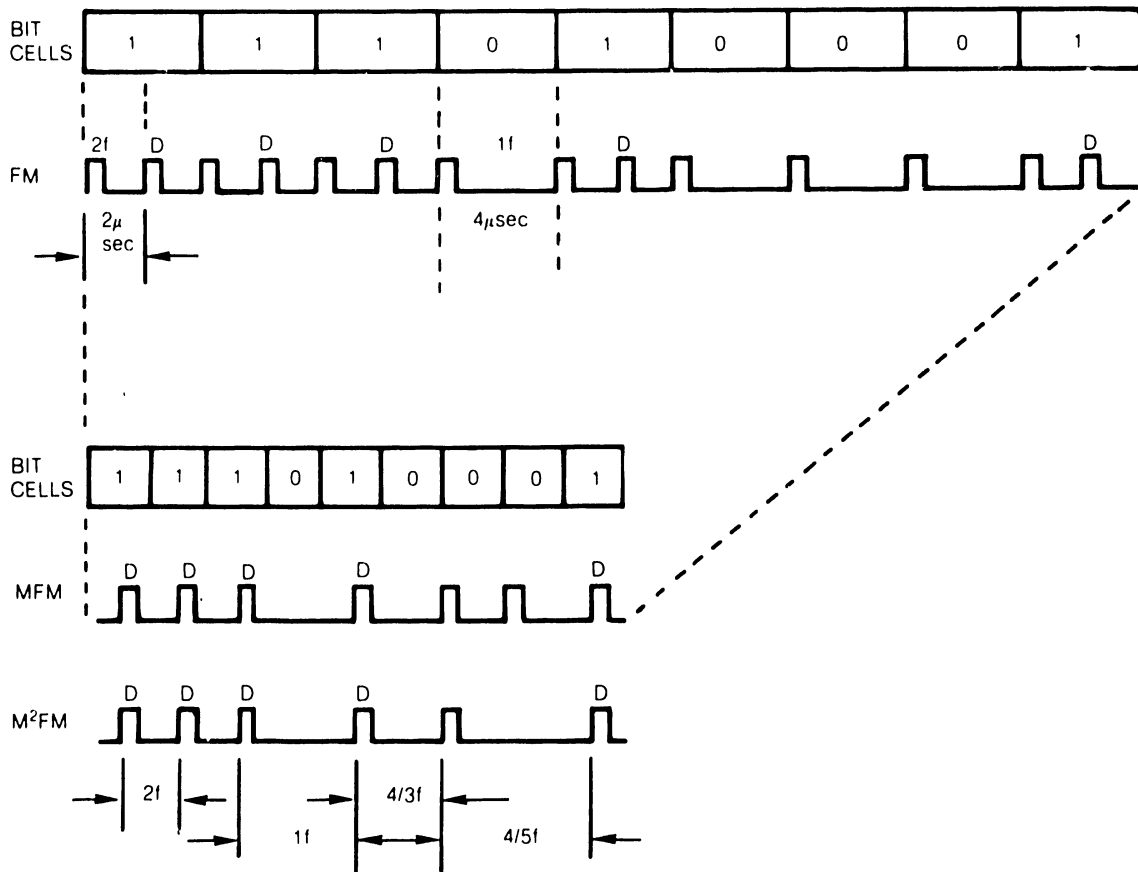 BIT CELLS
1 1 1 0 1 0 0 0 1
2f D D D 1f D D
FM
2μ sec
4μsec
BIT CELLS
1 1 1 0 1 0 0 0 1
D D D D D
MFM
D D D D D
M²FM
2f 4/3f
1f 4/5f